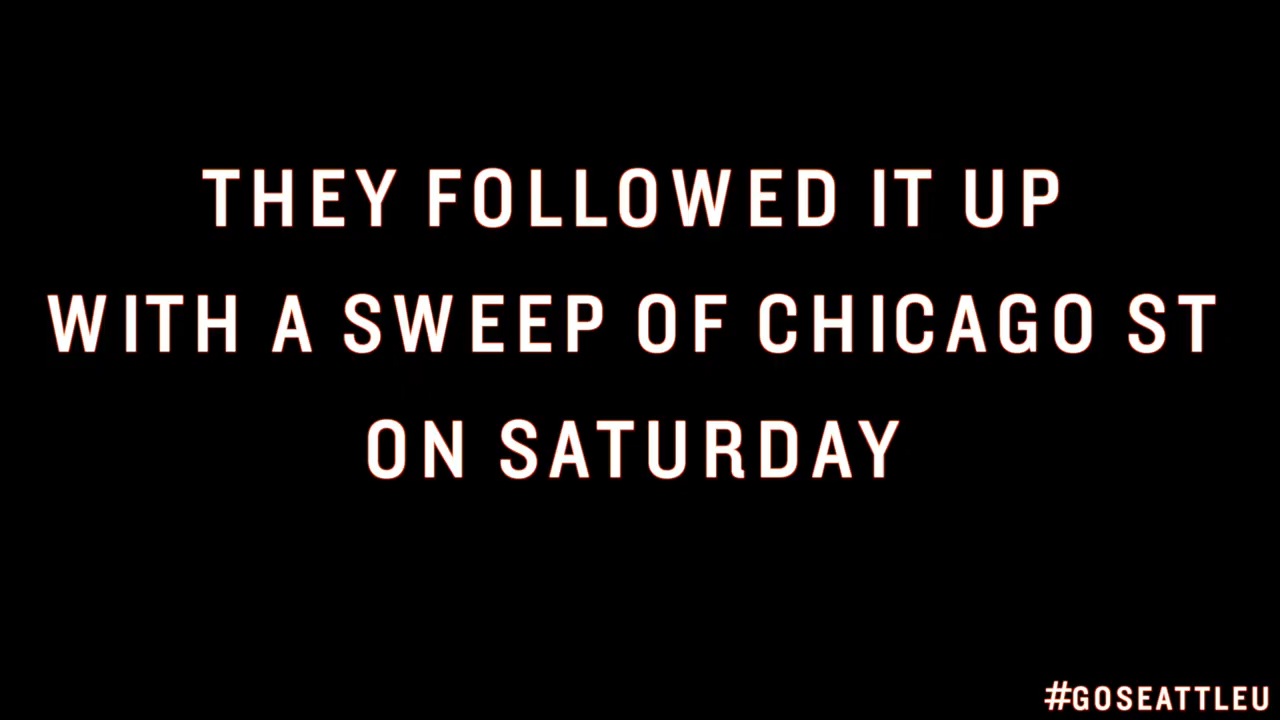 THEY FOLLOWED IT UP
WITH A SWEEP OF CHICAGO ST
ON SATURDAY
#GOSEATTLEU